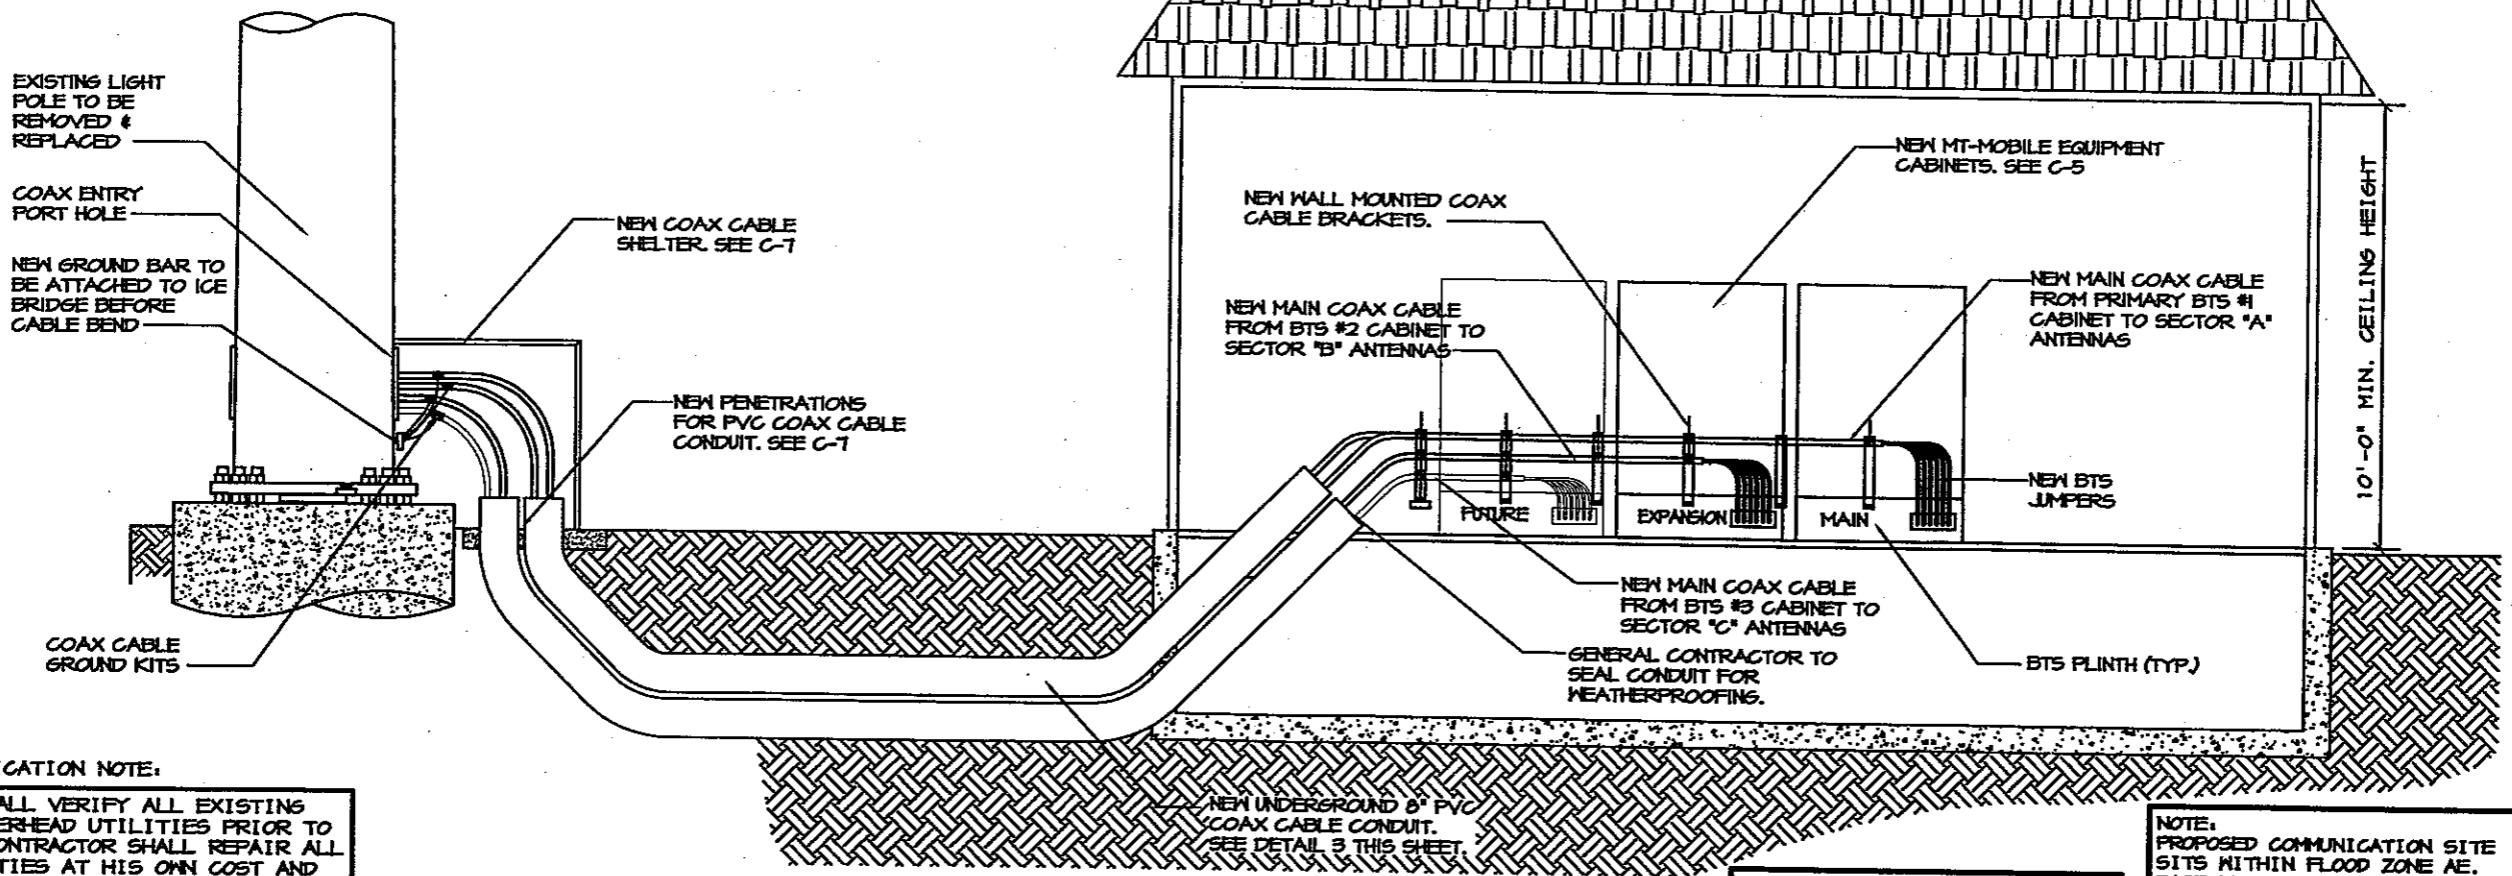 EXISTING LIGHT
POLE TO BE
REMOVED &
REPLACED
COAX ENTRY
PORT HOLE
NEW GROUND BAR TO
BE ATTACHED TO ICE
BRIDGE BEFORE
CABLE BEND
NEW COAX CABLE
SHELTER. SEE C-7
NEW PENETRATIONS
FOR PVC COAX CABLE
CONDUIT. SEE C-7
COAX CABLE
GROUND KITS
NEW WALL MOUNTED COAX
CABLE BRACKETS.
NEW MT-MOBILE EQUIPMENT
CABINETS. SEE C-5
NEW MAIN COAX CABLE
FROM BTS #2 CABINET TO
SECTOR "B" ANTENNAS
NEW MAIN COAX CABLE
FROM PRIMARY BTS #1
CABINET TO SECTOR "A"
ANTENNAS
10'-0" MIN. CEILING HEIGHT
NEW BTS
JUMPERS
FUTURE
EXPANSION
MAIN
NEW MAIN COAX CABLE
FROM BTS #3 CABINET TO
SECTOR "C" ANTENNAS
GENERAL CONTRACTOR TO
SEAL CONDUIT FOR
WEATHERPROOFING.
BTS PLINTH (TYP.)
NEW UNDERGROUND 8" PVC
COAX CABLE CONDUIT.
SEE DETAIL 3 THIS SHEET.
ICATION NOTE:
ALL VERIFY ALL EXISTING
ERHEAD UTILITIES PRIOR TO
ONTRACTOR SHALL REPAIR ALL
TIES AT HIS OWN COST AND
NOTE:
PROPOSED COMMUNICATION SITE
SITS WITHIN FLOOD ZONE AE.